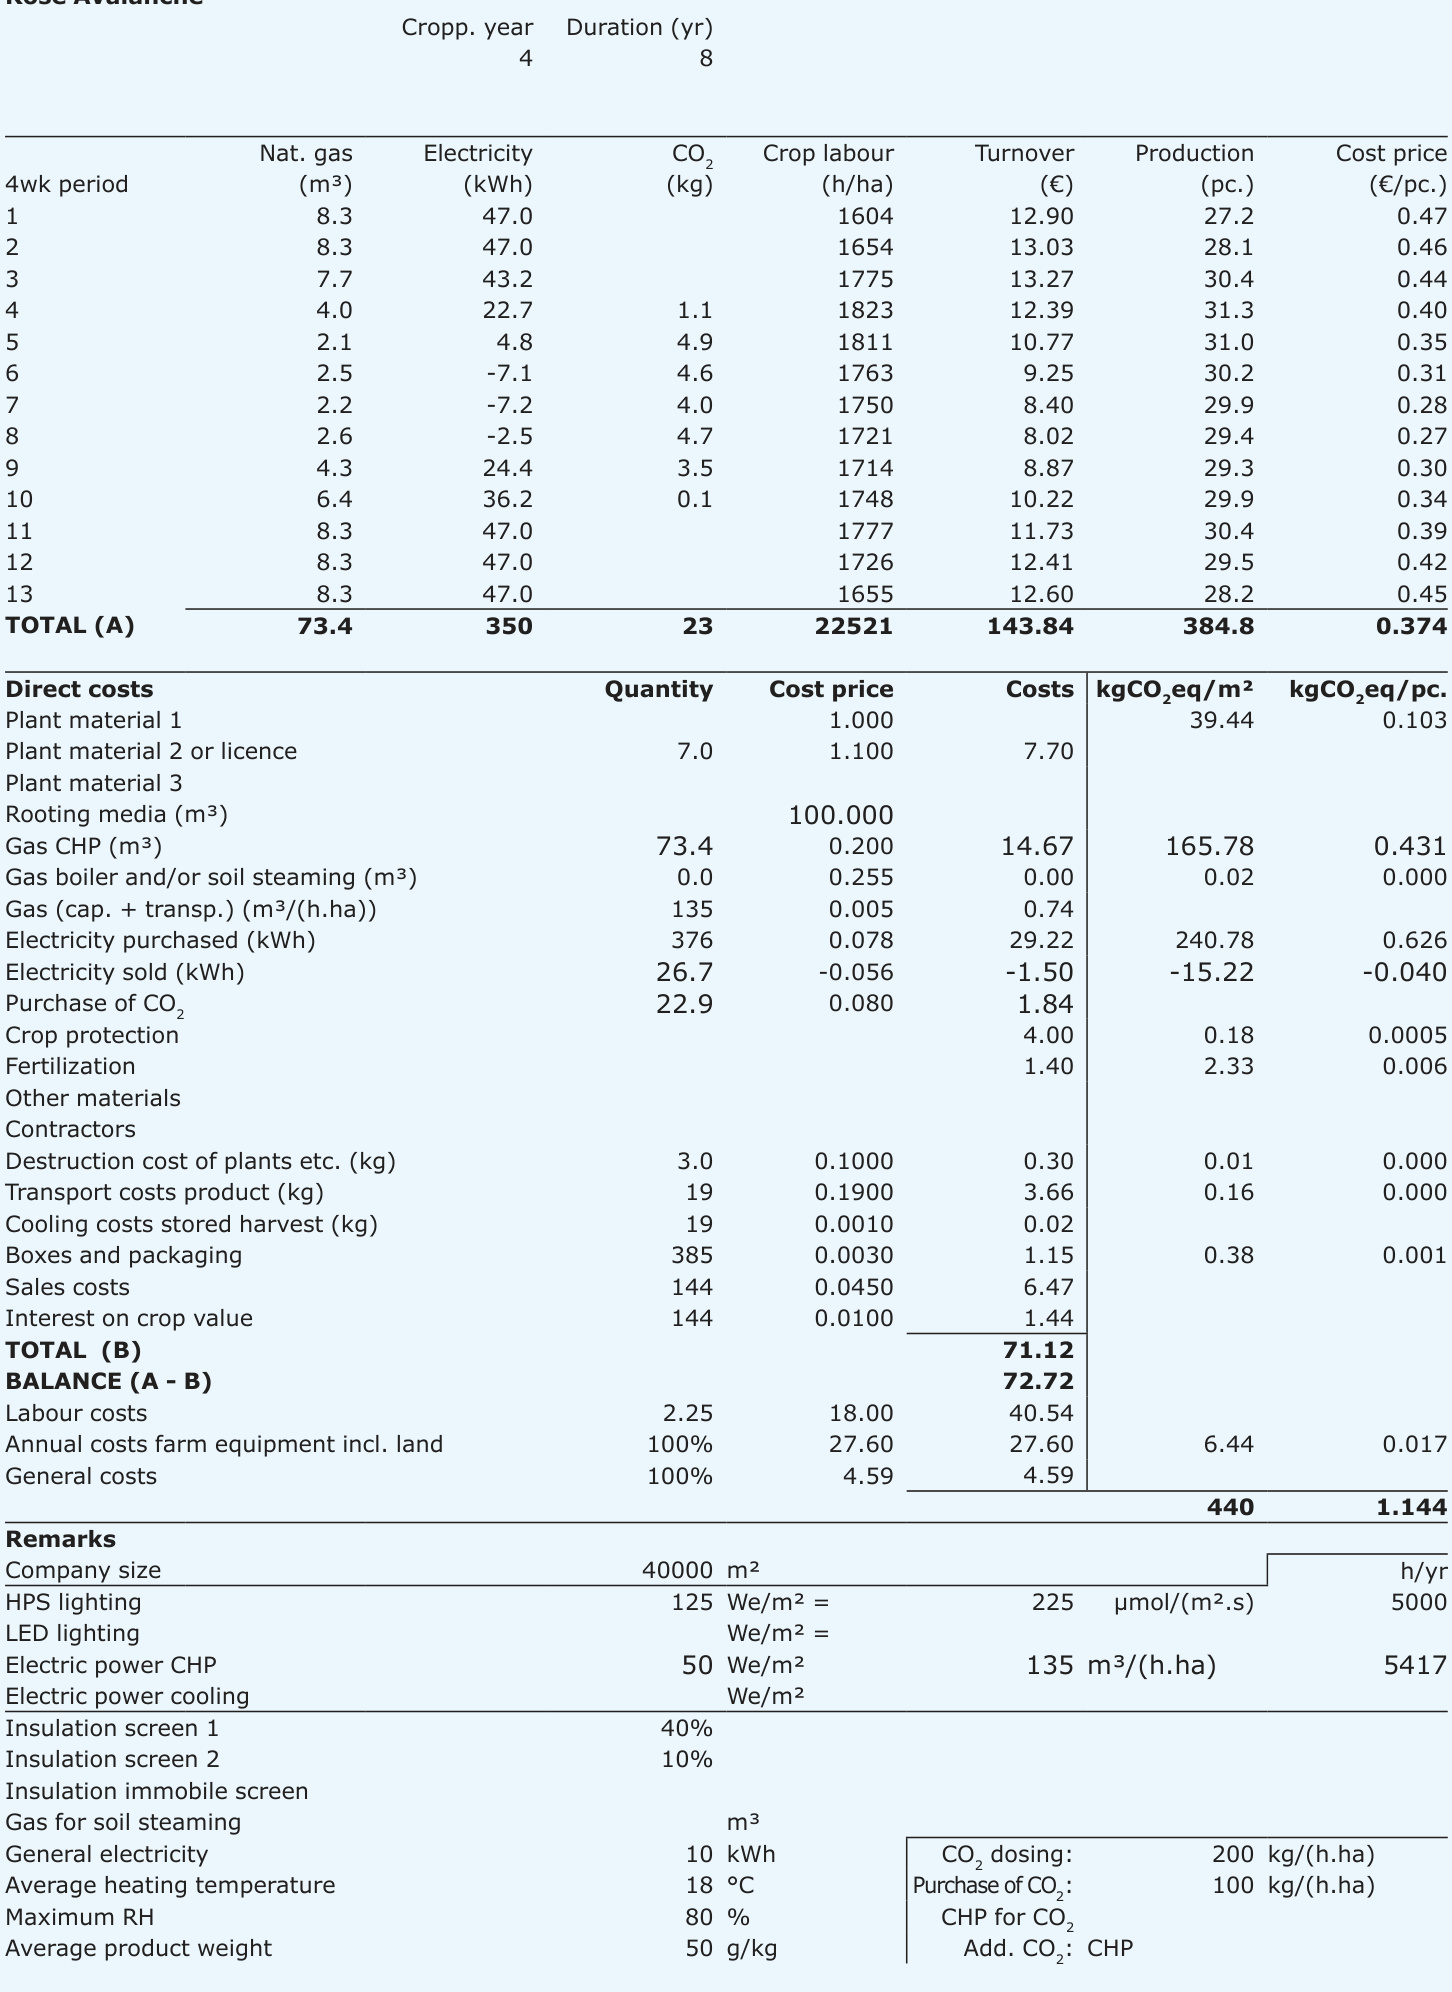 Rose Avalanche
Cropp. year Duration (yr)
4 8
Nat. gas Electricity CO₂ Crop labour Turnover Production Cost price
4wk period (m³) (kWh) (kg) (h/ha) (€) (pc.) (€/pc.)
1 8.3 47.0 1604 12.90 27.2 0.47
2 8.3 47.0 1654 13.03 28.1 0.46
3 7.7 43.2 1775 13.27 30.4 0.44
4 4.0 22.7 1.1 1823 12.39 31.3 0.40
5 2.1 4.8 4.9 1811 10.77 31.0 0.35
6 2.5 -7.1 4.6 1763 9.25 30.2 0.31
7 2.2 -7.2 4.0 1750 8.40 29.9 0.28
8 2.6 -2.5 4.7 1721 8.02 29.4 0.27
9 4.3 24.4 3.5 1714 8.87 29.3 0.30
10 6.4 36.2 0.1 1748 10.22 29.9 0.34
11 8.3 47.0 1777 11.73 30.4 0.39
12 8.3 47.0 1726 12.41 29.5 0.42
13 8.3 47.0 1655 12.60 28.2 0.45
TOTAL (A) 73.4 350 23 22521 143.84 384.8 0.374
Direct costs Quantity Cost price Costs kgCO₂eq/m² kgCO₂eq/pc.
Plant material 1 1.000 39.44 0.103
Plant material 2 or licence 7.0 1.100 7.70
Plant material 3
Rooting media (m³) 100.000
Gas CHP (m³) 73.4 0.200 14.67 165.78 0.431
Gas boiler and/or soil steaming (m³) 0.0 0.255 0.00 0.02 0.000
Gas (cap. + transp.) (m³/(h.ha)) 135 0.005 0.74
Electricity purchased (kWh) 376 0.078 29.22 240.78 0.626
Electricity sold (kWh) 26.7 -0.056 -1.50 -15.22 -0.040
Purchase of CO₂ 22.9 0.080 1.84
Crop protection 4.00 0.18 0.0005
Fertilization 1.40 2.33 0.006
Other materials
Contractors
Destruction cost of plants etc. (kg) 3.0 0.1000 0.30 0.01 0.000
Transport costs product (kg) 19 0.1900 3.66 0.16 0.000
Cooling costs stored harvest (kg) 19 0.0010 0.02
Boxes and packaging 385 0.0030 1.15 0.38 0.001
Sales costs 144 0.0450 6.47
Interest on crop value 144 0.0100 1.44
TOTAL (B) 71.12
BALANCE (A - B) 72.72
Labour costs 2.25 18.00 40.54
Annual costs farm equipment incl. land 100% 27.60 27.60 6.44 0.017
General costs 100% 4.59 4.59
440 1.144
Remarks
Company size 40000 m² h/yr
HPS lighting 125 We/m² = 225 µmol/(m².s) 5000
LED lighting We/m² =
Electric power CHP 50 We/m² 135 m³/(h.ha) 5417
Electric power cooling We/m²
Insulation screen 1 40%
Insulation screen 2 10%
Insulation immobile screen
Gas for soil steaming m³
General electricity 10 kWh CO₂ dosing: 200 kg/(h.ha)
Average heating temperature 18 °C Purchase of CO₂: 100 kg/(h.ha)
Maximum RH 80 % CHP for CO₂
Average product weight 50 g/kg Add. CO₂: CHP